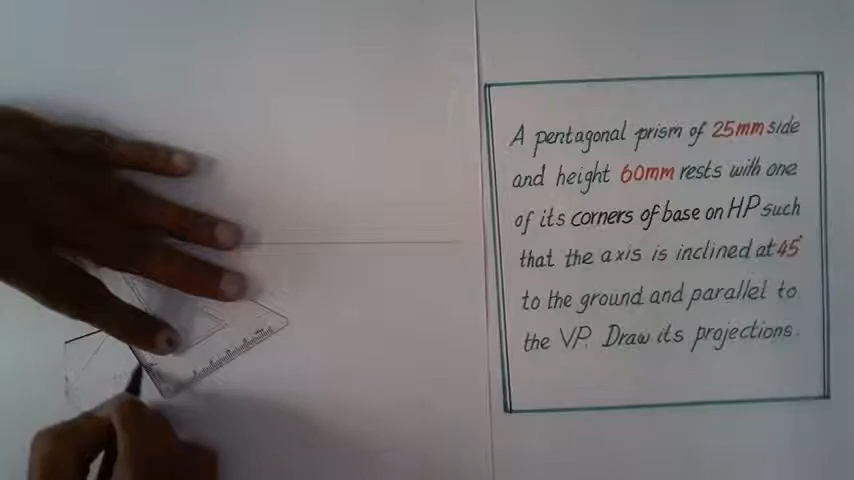 A pentagonal prism of 25mm side
and height 60mm rests with one
of its corners of base on HP such
that the axis is inclined at 45°
to the ground and parallel to
the VP. Draw its projections.